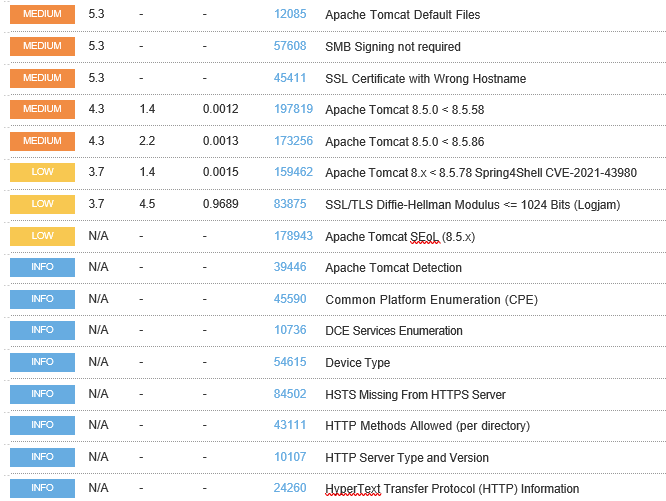 MEDIUM 5.3 - - 12085 Apache Tomcat Default Files
MEDIUM 5.3 - - 57608 SMB Signing not required
MEDIUM 5.3 - - 45411 SSL Certificate with Wrong Hostname
MEDIUM 4.3 1.4 0.0012 197819 Apache Tomcat 8.5.0 < 8.5.58
MEDIUM 4.3 2.2 0.0013 173256 Apache Tomcat 8.5.0 < 8.5.86
LOW 3.7 1.4 0.0015 159462 Apache Tomcat 8.x < 8.5.78 Spring4Shell CVE-2021-43980
LOW 3.7 4.5 0.9689 83875 SSL/TLS Diffie-Hellman Modulus <= 1024 Bits (Logjam)
LOW N/A - - 178943 Apache Tomcat SEoL (8.5.x)
INFO N/A - - 39446 Apache Tomcat Detection
INFO N/A - - 45590 Common Platform Enumeration (CPE)
INFO N/A - - 10736 DCE Services Enumeration
INFO N/A - - 54615 Device Type
INFO N/A - - 84502 HSTS Missing From HTTPS Server
INFO N/A - - 43111 HTTP Methods Allowed (per directory)
INFO N/A - - 10107 HTTP Server Type and Version
INFO N/A - - 24260 HyperText Transfer Protocol (HTTP) Information